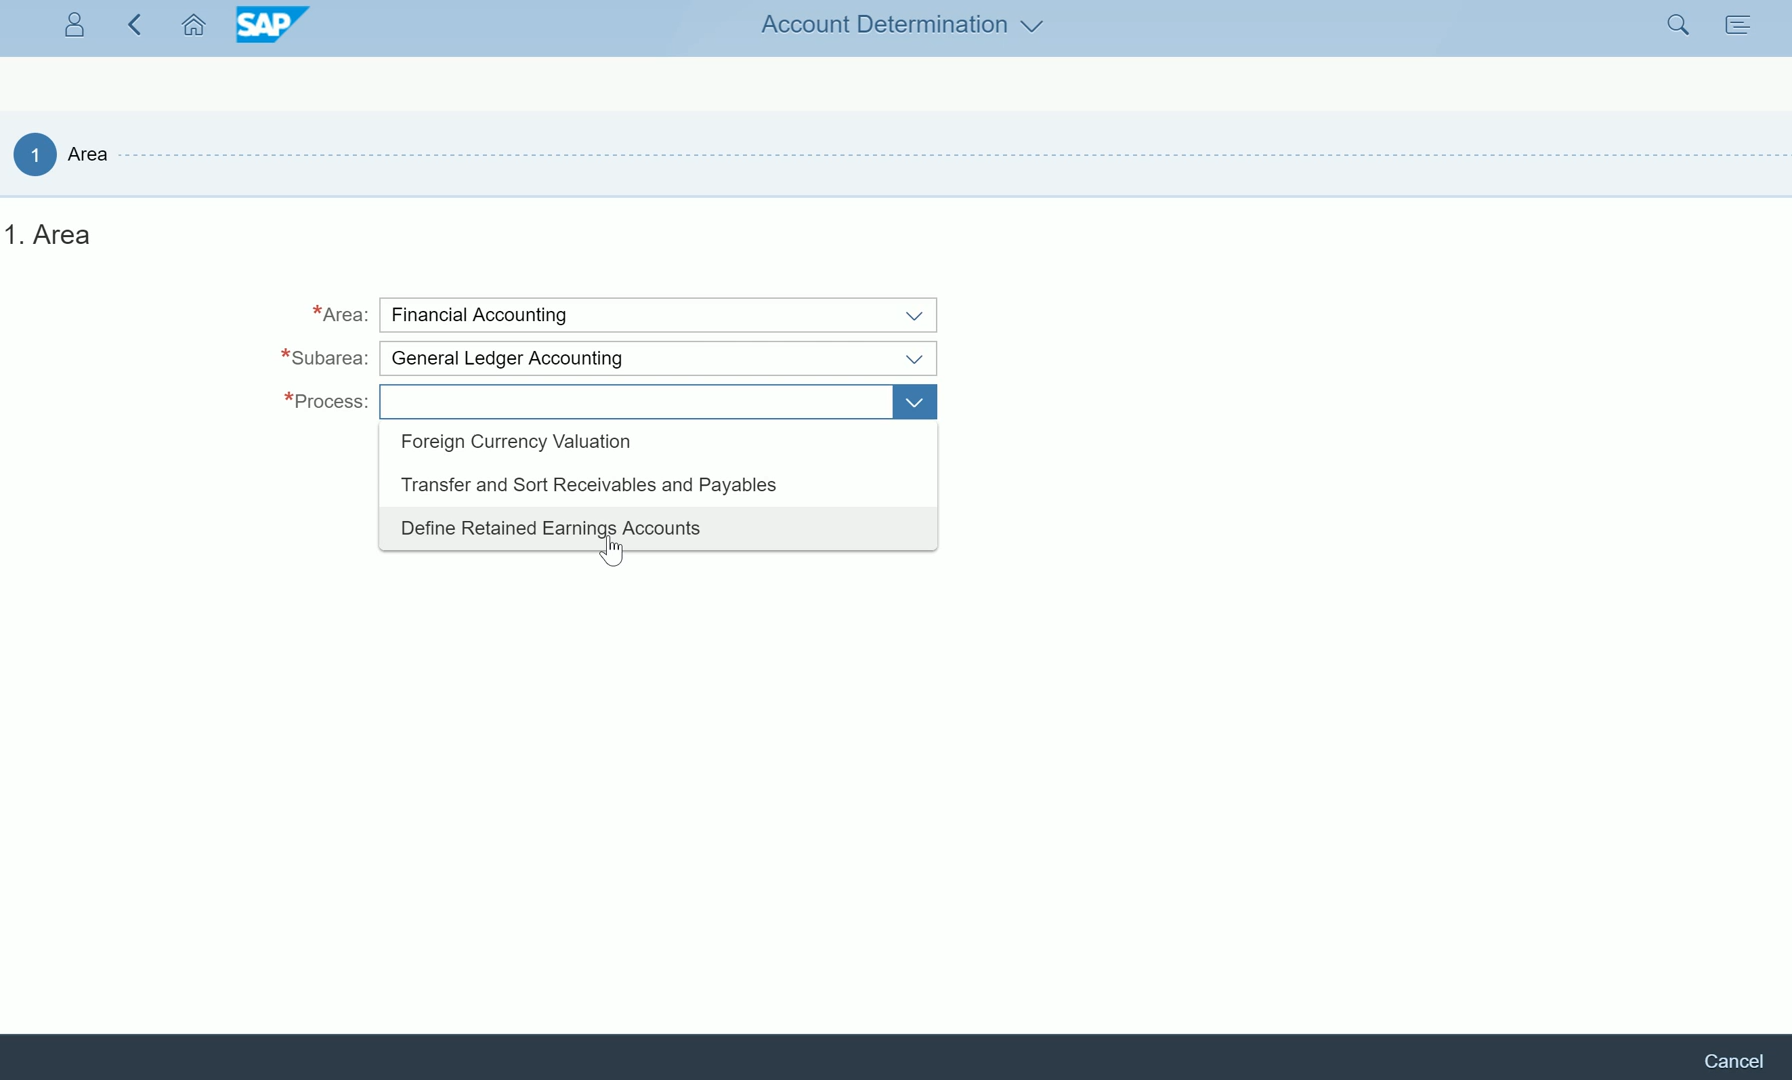 SAP
Account Determination
1 Area
1. Area
*Area: Financial Accounting
*Subarea: General Ledger Accounting
*Process:
Foreign Currency Valuation
Transfer and Sort Receivables and Payables
Define Retained Earnings Accounts
Cancel